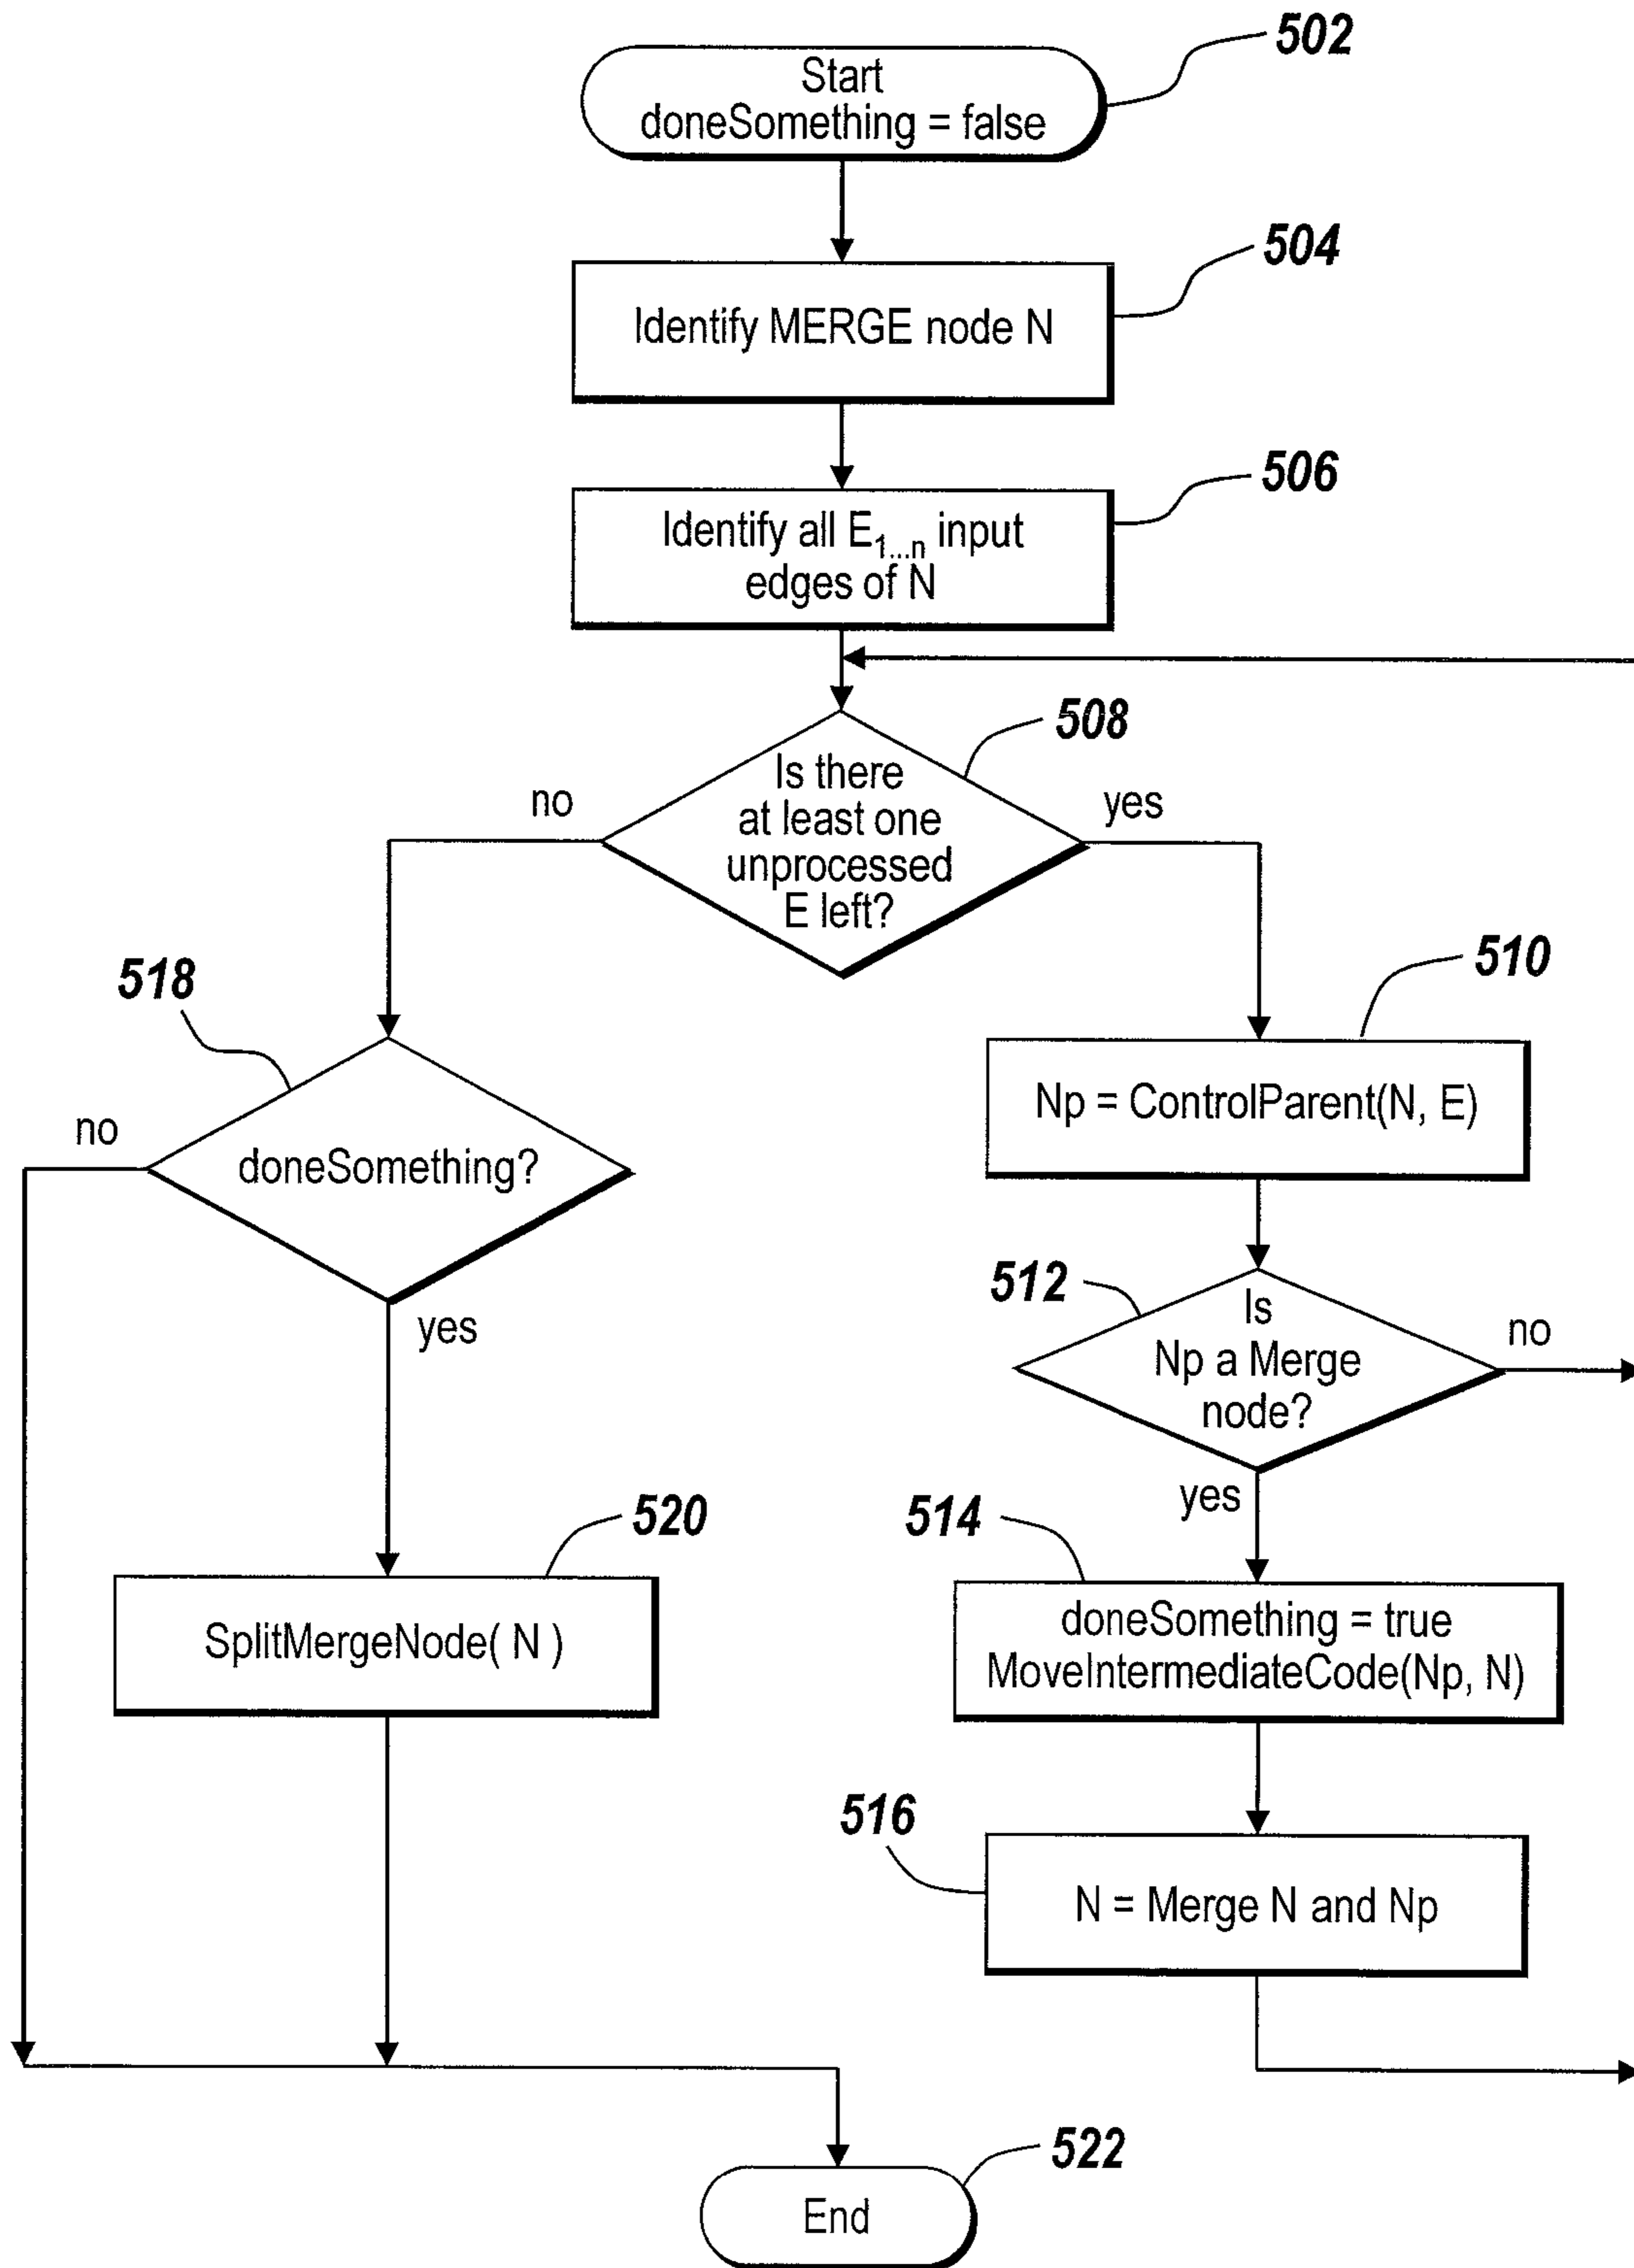 502
Start
doneSomething = false
504
Identify MERGE node N
506
Identify all E1...n input
edges of N
508
Is there
at least one
unprocessed
E left?
no
yes
518
doneSomething?
no
yes
510
Np = ControlParent(N, E)
512
Is
Np a Merge
node?
no
yes
520
SplitMergeNode( N )
514
doneSomething = true
MoveIntermediateCode(Np, N)
516
N = Merge N and Np
522
End